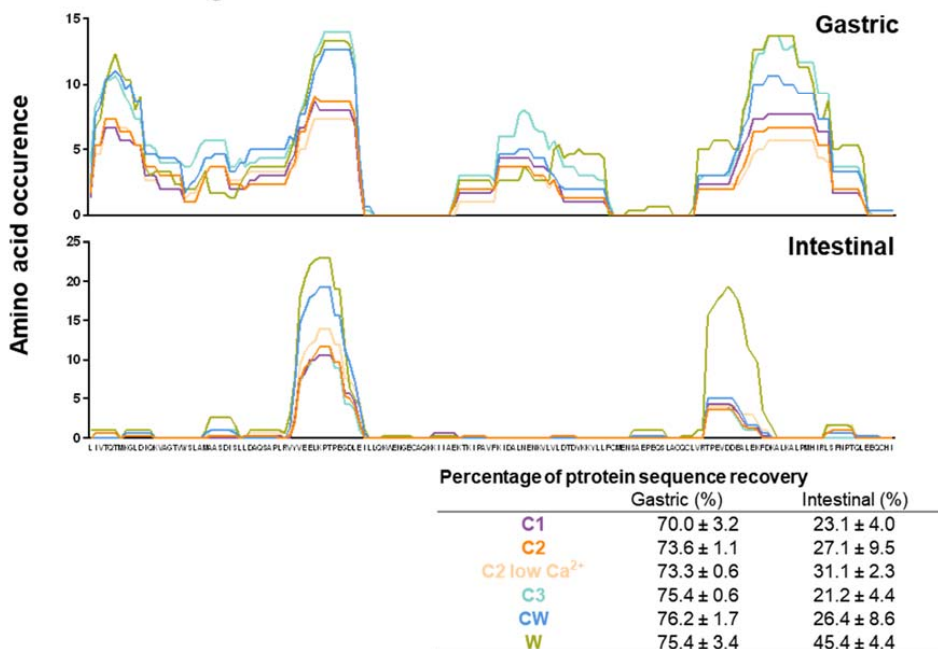 15
Gastric
10
5
0
Amino acid occurence
25
Intestinal
20
15
10
5
0
LIVTQTMKGLDIQKVAGTWYSLAMAASDISLLDAQSAPLRVYVEELKPTPEGDLEILLQKWENGECAQKKIIAEKTKIPAVFKIDALNENKVLVLDTDYKKYLLFCMENSAEPEQSLACQCLVRTPEVDDEALEKFDKALKALPMHIRLSFNPTQLEEQCHI
Percentage of ptrotein sequence recovery
Gastric (%) Intestinal (%)
C1 70.0 ± 3.2 23.1 ± 4.0
C2 73.6 ± 1.1 27.1 ± 9.5
C2 low Ca²⁺ 73.3 ± 0.6 31.1 ± 2.3
C3 75.4 ± 0.6 21.2 ± 4.4
CW 76.2 ± 1.7 26.4 ± 8.6
W 75.4 ± 3.4 45.4 ± 4.4